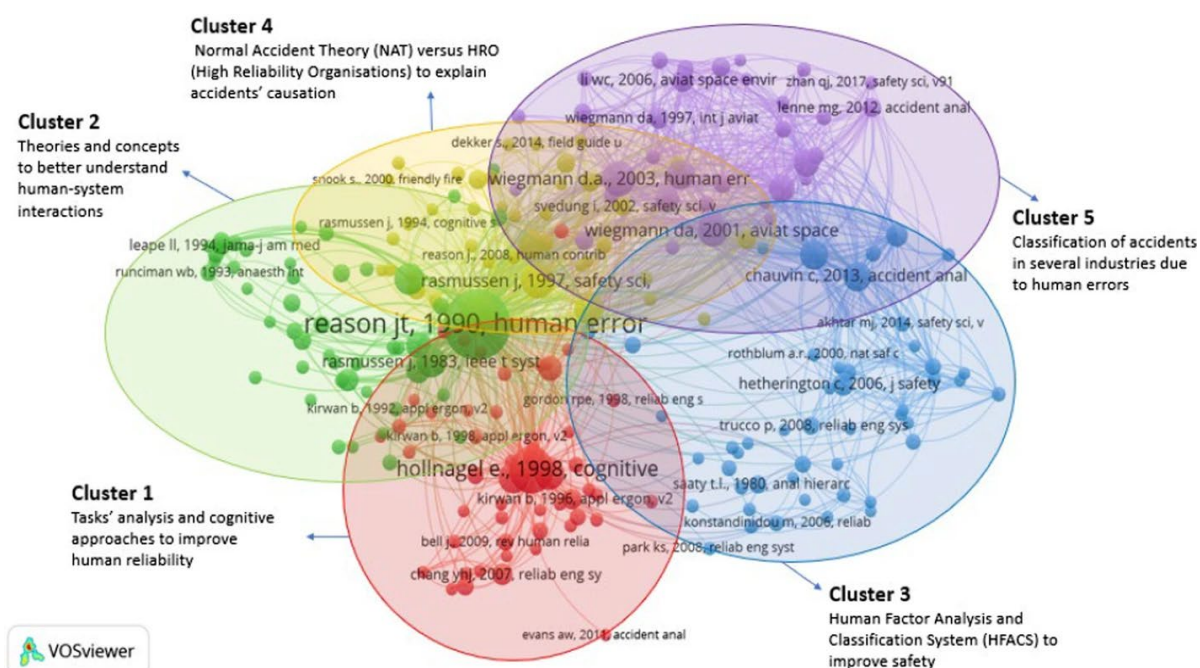 Cluster 4
Normal Accident Theory (NAT) versus HRO
(High Reliability Organisations) to explain
accidents' causation
Cluster 2
Theories and concepts
to better understand
human-system
interactions
li wc, 2006, aviat space envir
zhan qj, 2017, safety sci, v91
lenne mg, 2012, accident anal
wiegmann da, 1997, int j aviat
dekker s., 2014, field guide u
snook s., 2000, friendly fire
wiegmann d.a., 2003, human err
svedung i, 2002, safety sci, v
rasmussen j, 1994, cognitive s
wiegmann da, 2001, aviat space
leape ll, 1994, jama-j am med
reason j., 2008, human contrib
runciman wb, 1993, anaesth int
rasmussen j, 1997, safety sci,
chauvin c, 2013, accident anal
Cluster 5
Classification of accidents
in several industries due
to human errors
reason jt, 1990, human error
akhtar mj, 2014, safety sci, v
rasmussen j, 1983, ieee t syst
rothblum a.r., 2000, nat saf c
hetherington c, 2006, j safety
gordon rpe, 1998, reliab eng s
kirwan b, 1992, appl ergon, v2
trucco p, 2008, reliab eng sys
kirwan b, 1998, appl ergon, v2
hollnagel e., 1998, cognitive
saaty t.l., 1980, anal hierarc
kirwan b, 1996, appl ergon, v2
konstandinidou m, 2006, reliab
Cluster 1
Tasks' analysis and cognitive
approaches to improve
human reliability
bell j., 2009, rev human relia
park ks, 2008, reliab eng syst
chang ynj, 2007, reliab eng sy
evans aw, 2011, accident anal
Cluster 3
Human Factor Analysis and
Classification System (HFACS) to
improve safety
VOSviewer